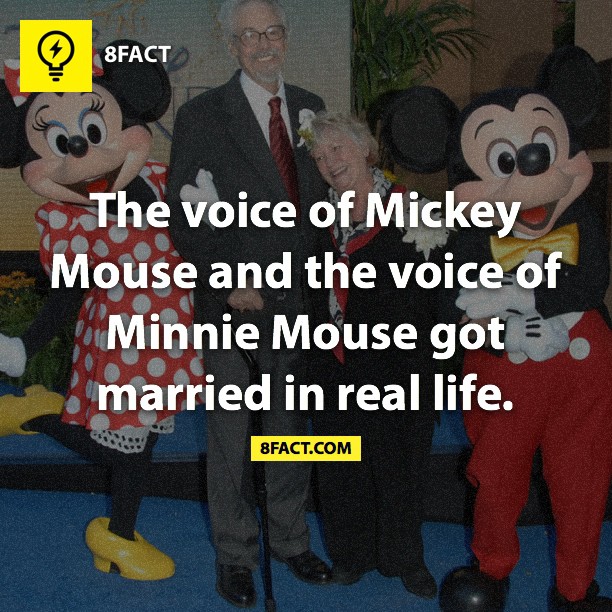 8FACT
The voice of Mickey
Mouse and the voice of
Minnie Mouse got
married in real life.
8FACT.COM